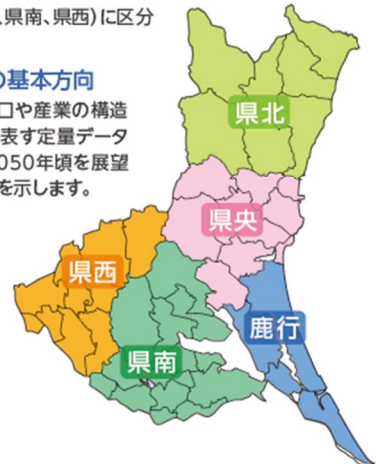 、県南、県西)に区分
の基本方向
口や産業の構造
表す定量データ
050年頃を展望
を示します。
県北
県央
県西
鹿行
県南